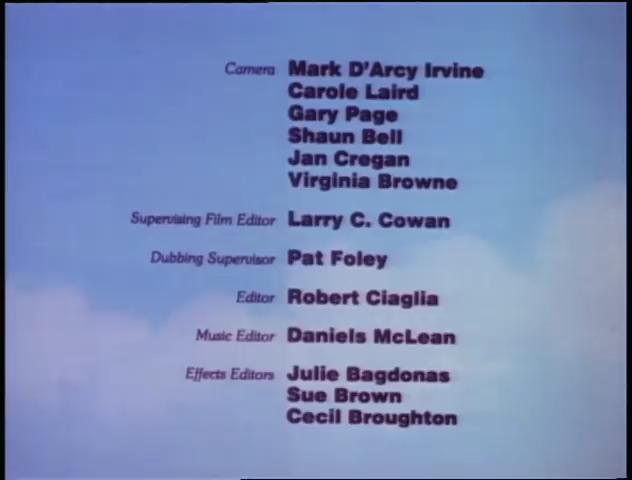 Camera Mark D'Arcy Irvine
Carole Laird
Gary Page
Shaun Bell
Jan Cregan
Virginia Browne
Supervising Film Editor Larry C. Cowan
Dubbing Supervisor Pat Foley
Editor Robert Ciaglia
Music Editor Daniels McLean
Effects Editors Julie Bagdonas
Sue Brown
Cecil Broughton